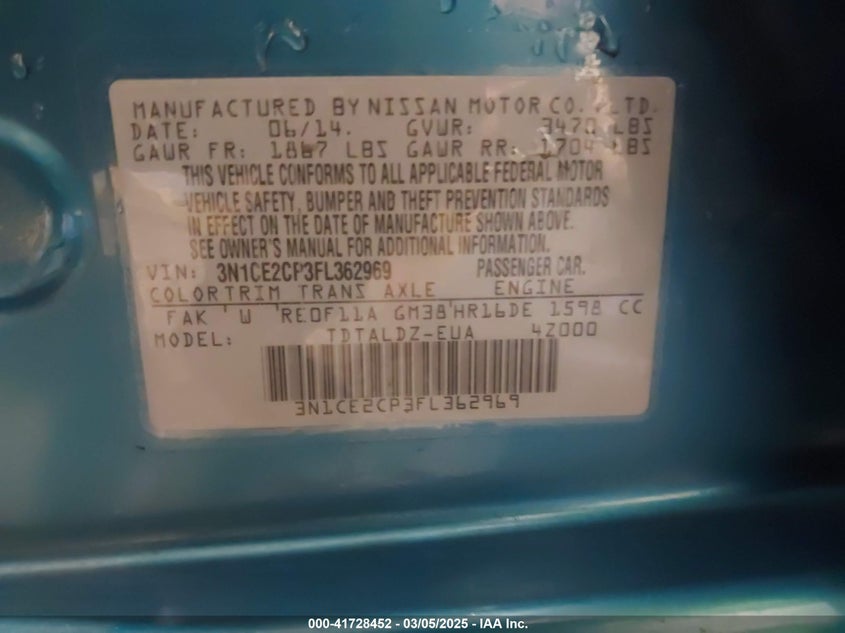 MANUFACTURED BY NISSAN MOTOR CO., LTD.
DATE: 06/14. GVWR: 3470 LBS
GAWR FR: 1887 LBS GAWR RR: 1704 LBS
THIS VEHICLE CONFORMS TO ALL APPLICABLE FEDERAL MOTOR
VEHICLE SAFETY, BUMPER AND THEFT PREVENTION STANDARDS
IN EFFECT ON THE DATE OF MANUFACTURE SHOWN ABOVE.
SEE OWNER'S MANUAL FOR ADDITIONAL INFORMATION.
VIN: 3N1CE2CP3FL362969 PASSENGER CAR.
COLOR TRIM TRANS AXLE ENGINE
FAK ' W 'RE0F11A GM38'HR16DE 1598 CC
MODEL: TDTALDZ-EUA 4Z000
3N1CE2CP3FL362969
000-41728452 - 03/05/2025 - IAA Inc.